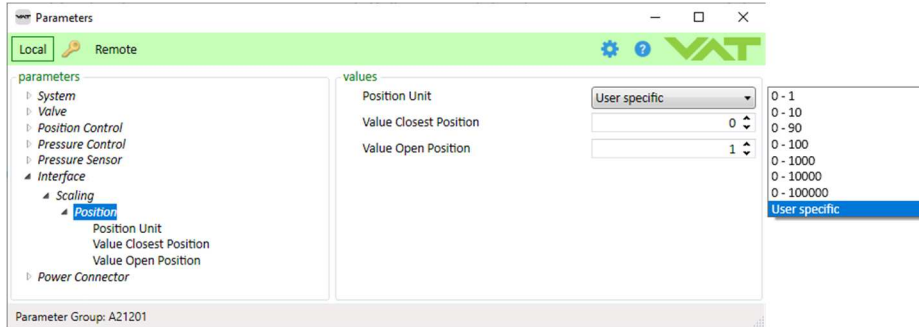 VAT Parameters
Local Remote VAT
parameters
System
Valve
Position Control
Pressure Control
Pressure Sensor
Interface
Scaling
Position
Position Unit
Value Closest Position
Value Open Position
Power Connector
values
Position Unit User specific
Value Closest Position 0
Value Open Position 1
0 - 1
0 - 10
0 - 90
0 - 100
0 - 1000
0 - 10000
0 - 100000
User specific
Parameter Group: A21201